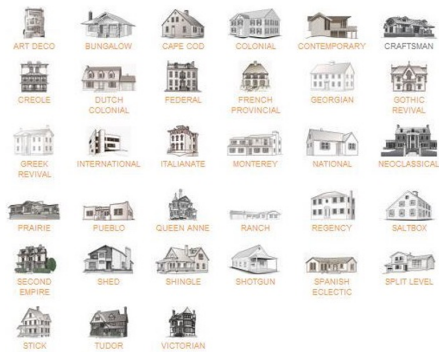 ART DECO
BUNGALOW
CAPE COD
COLONIAL
CONTEMPORARY
CRAFTSMAN
CREOLE
DUTCH
COLONIAL
FEDERAL
FRENCH
PROVINCIAL
GEORGIAN
GOTHIC
REVIVAL
GREEK
REVIVAL
INTERNATIONAL
ITALIANATE
MONTEREY
NATIONAL
NEOCLASSICAL
PRAIRIE
PUEBLO
QUEEN ANNE
RANCH
REGENCY
SALTBOX
SECOND
EMPIRE
SHED
SHINGLE
SHOTGUN
SPANISH
ECLECTIC
SPLIT LEVEL
STICK
TUDOR
VICTORIAN